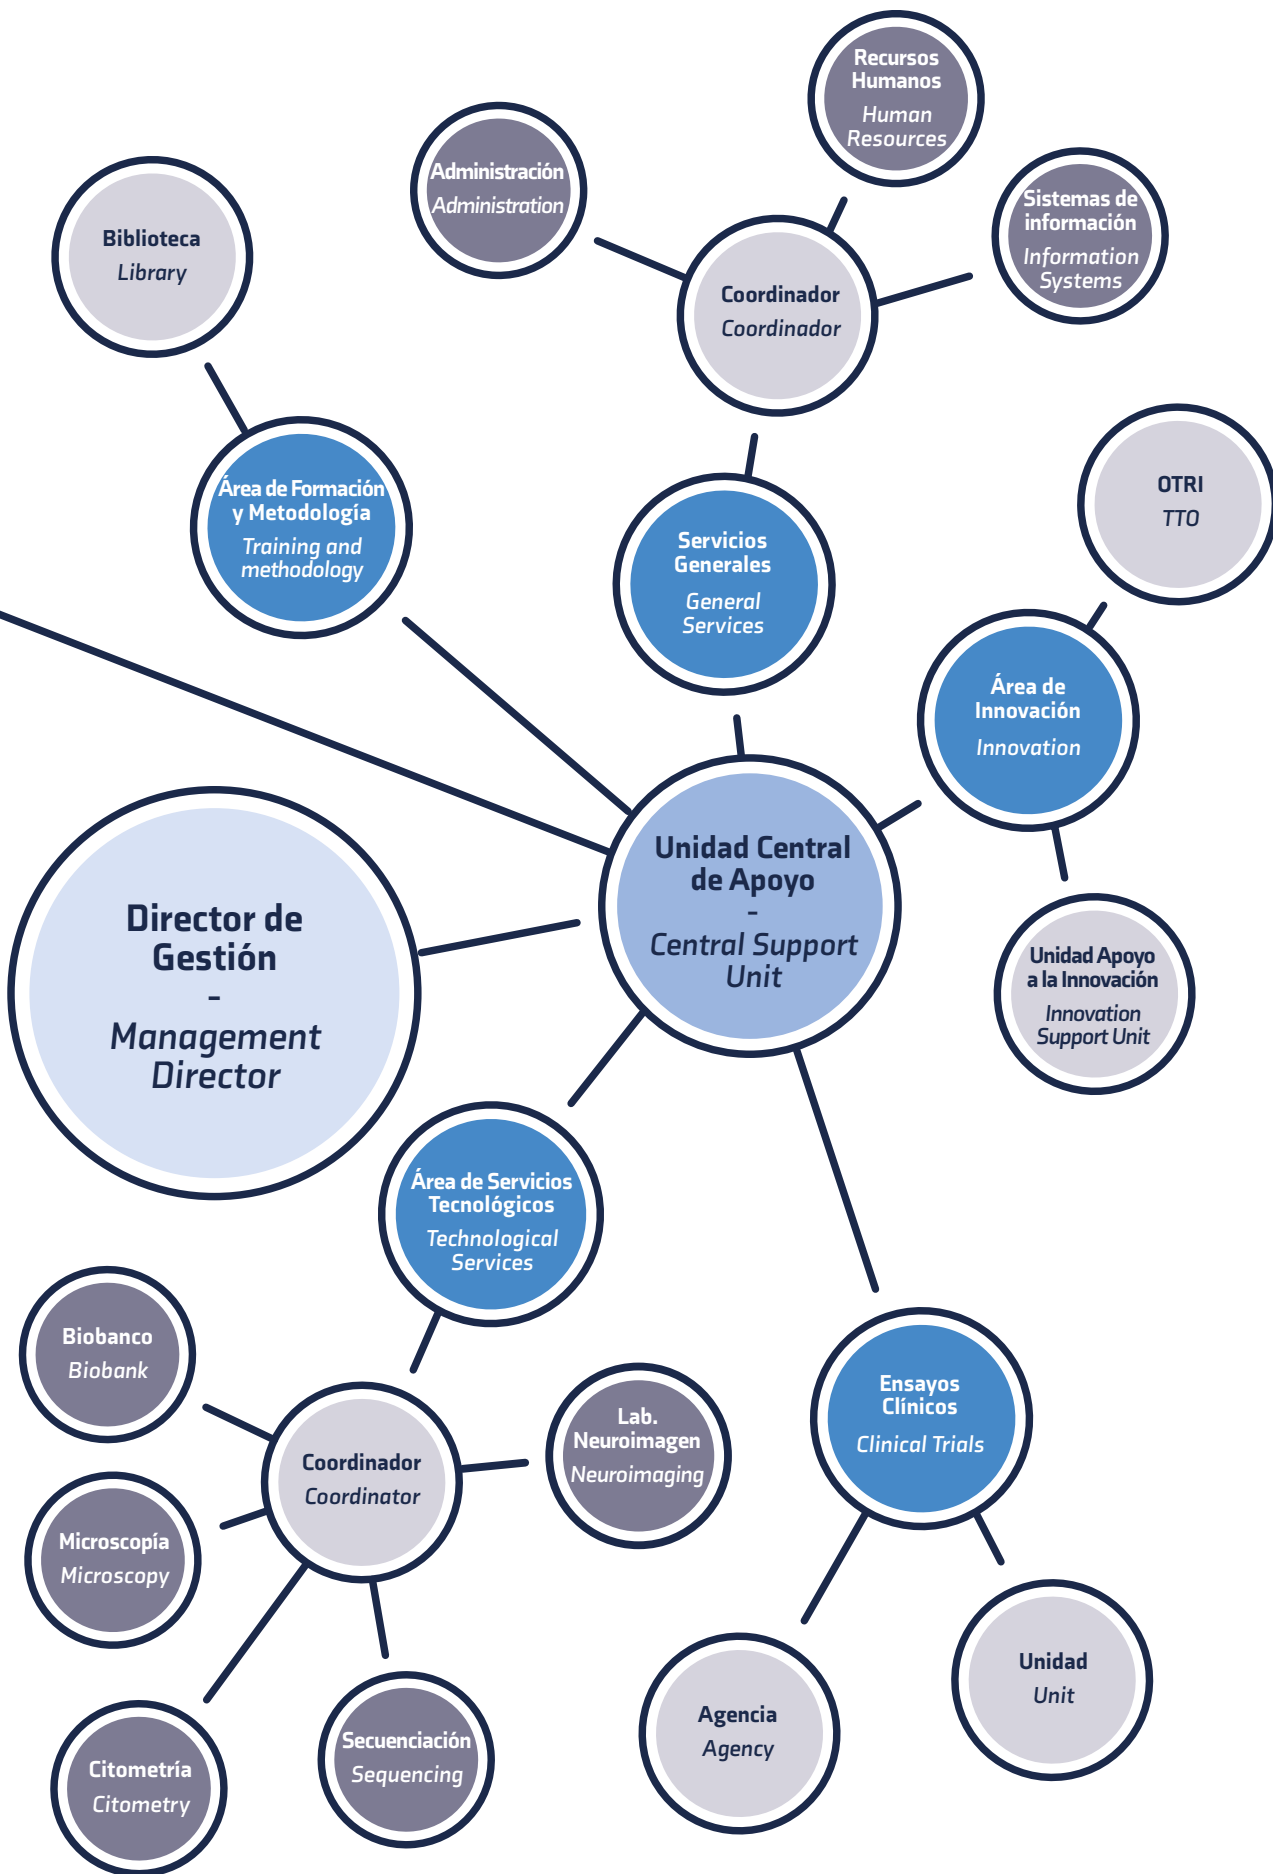 Recursos
Humanos
Human
Resources
Administración
Administration
Sistemas de
información
Information
Systems
Biblioteca
Library
Coordinador
Coordinador
Área de Formación
y Metodología
Training and
methodology
Servicios
Generales
General
Services
OTRI
TTO
Área de
Innovación
Innovation
Unidad Central
de Apoyo
-
Central Support
Unit
Director de
Gestión
-
Management
Director
Unidad Apoyo
a la Innovación
Innovation
Support Unit
Área de Servicios
Tecnológicos
Technological
Services
Biobanco
Biobank
Coordinador
Coordinator
Lab.
Neuroimagen
Neuroimaging
Ensayos
Clínicos
Clinical Trials
Microscopía
Microscopy
Citometría
Citometry
Secuenciación
Sequencing
Agencia
Agency
Unidad
Unit